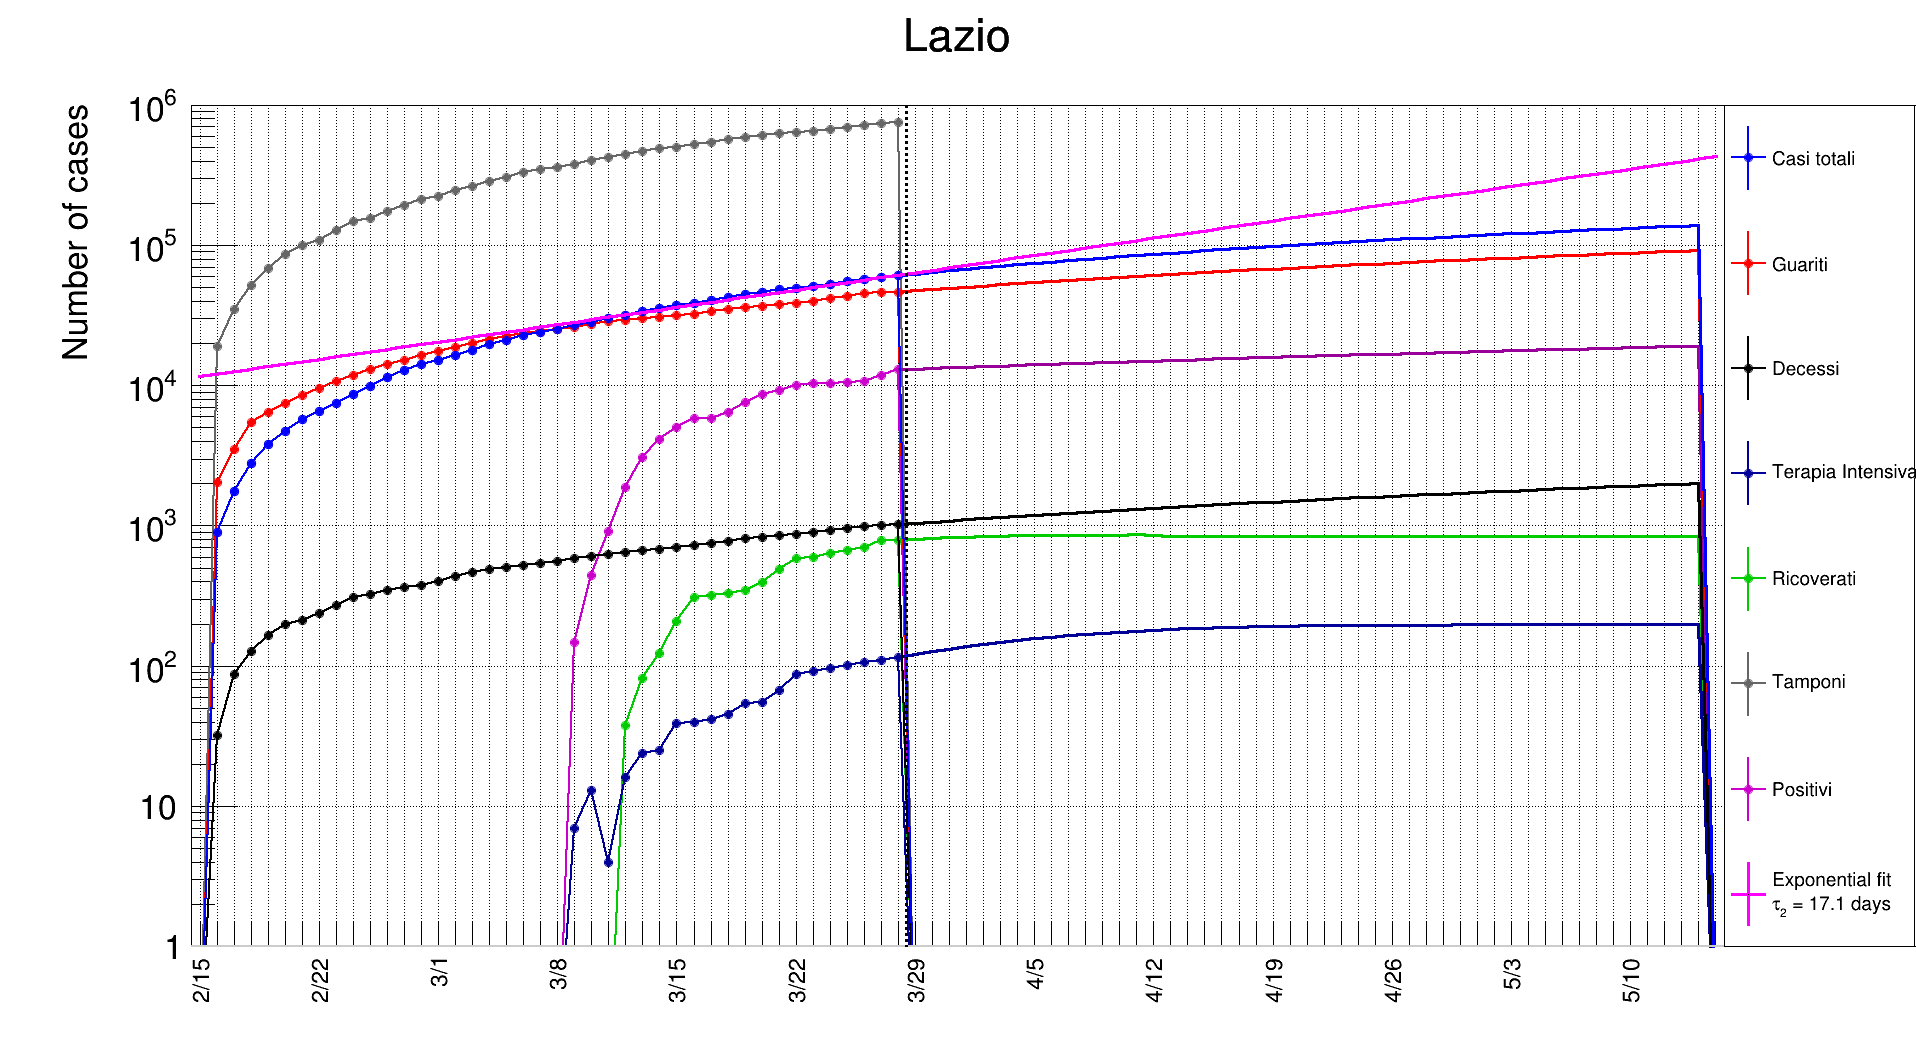 Lazio
Number of cases
10^6
10^5
10^4
10^3
10^2
10
1
2/15 2/22 3/1 3/8 3/15 3/22 3/29 4/5 4/12 4/19 4/26 5/3 5/10
Casi totali
Guariti
Decessi
Terapia Intensiva
Ricoverati
Tamponi
Positivi
Exponential fit
τ₂ = 17.1 days